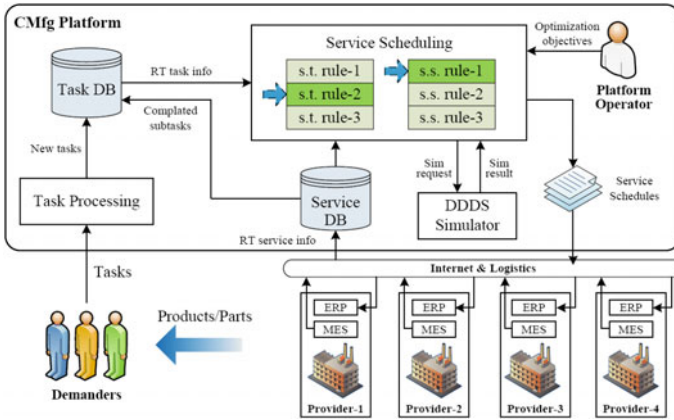 CMfg Platform
Task DB
RT task info
Complated
subtasks
New tasks
Task Processing
Tasks
Service Scheduling
s.t. rule-1
s.t. rule-2
s.t. rule-3
s.s. rule-1
s.s. rule-2
s.s. rule-3
Optimization
objectives
Platform
Operator
Service
DB
RT service info
Sim
request
Sim
result
DDDS
Simulator
Service
Schedules
Internet & Logistics
Products/Parts
Demanders
ERP
MES
Provider-1
ERP
MES
Provider-2
ERP
MES
Provider-3
ERP
MES
Provider-4